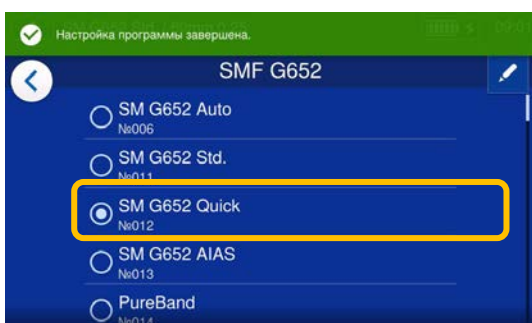 Настройка программы завершена.
SMF G652
SM G652 Auto
№006
SM G652 Std.
№011
SM G652 Quick
№012
SM G652 AIAS
№013
PureBand
№014